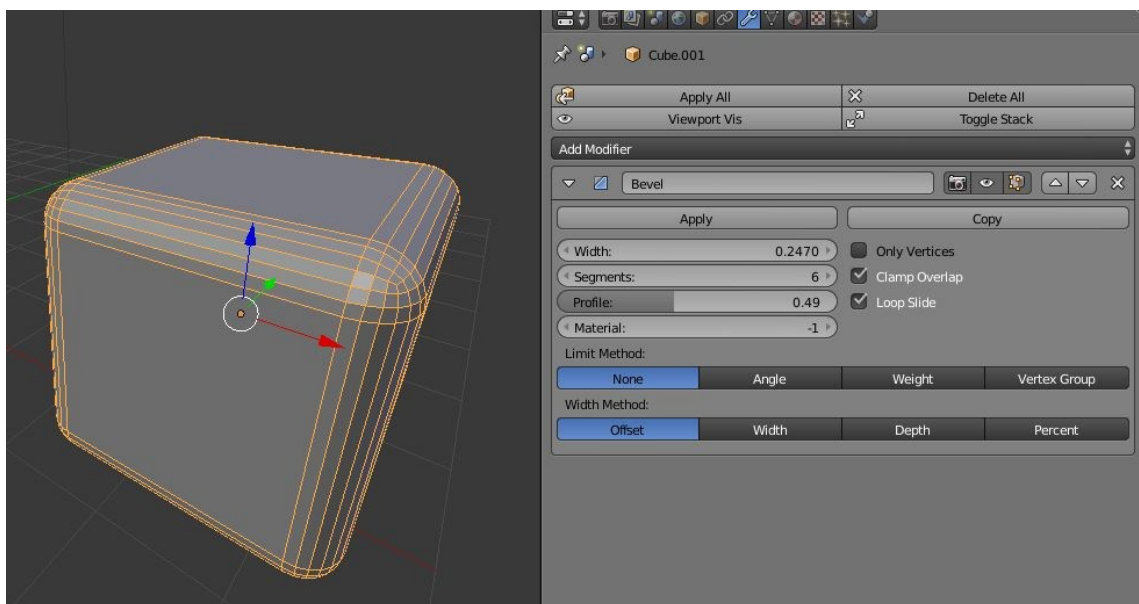 Cube.001
Apply All Delete All
Viewport Vis Toggle Stack
Add Modifier
Bevel
Apply Copy
Width: 0.2470 Only Vertices
Segments: 6 Clamp Overlap
Profile: 0.49 Loop Slide
Material: -1
Limit Method:
None Angle Weight Vertex Group
Width Method:
Offset Width Depth Percent